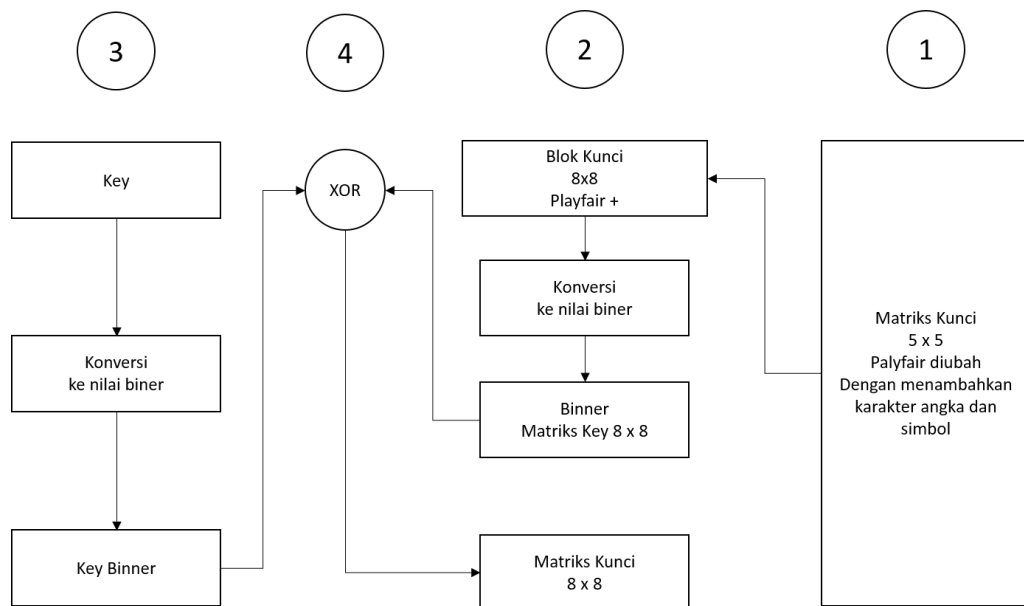 3
4
2
1
Key
Konversi
ke nilai biner
Key Binner
XOR
Blok Kunci
8x8
Playfair +
Konversi
ke nilai biner
Binner
Matriks Key 8 x 8
Matriks Kunci
8 x 8
Matriks Kunci
5 x 5
Palyfair diubah
Dengan menambahkan
karakter angka dan
simbol